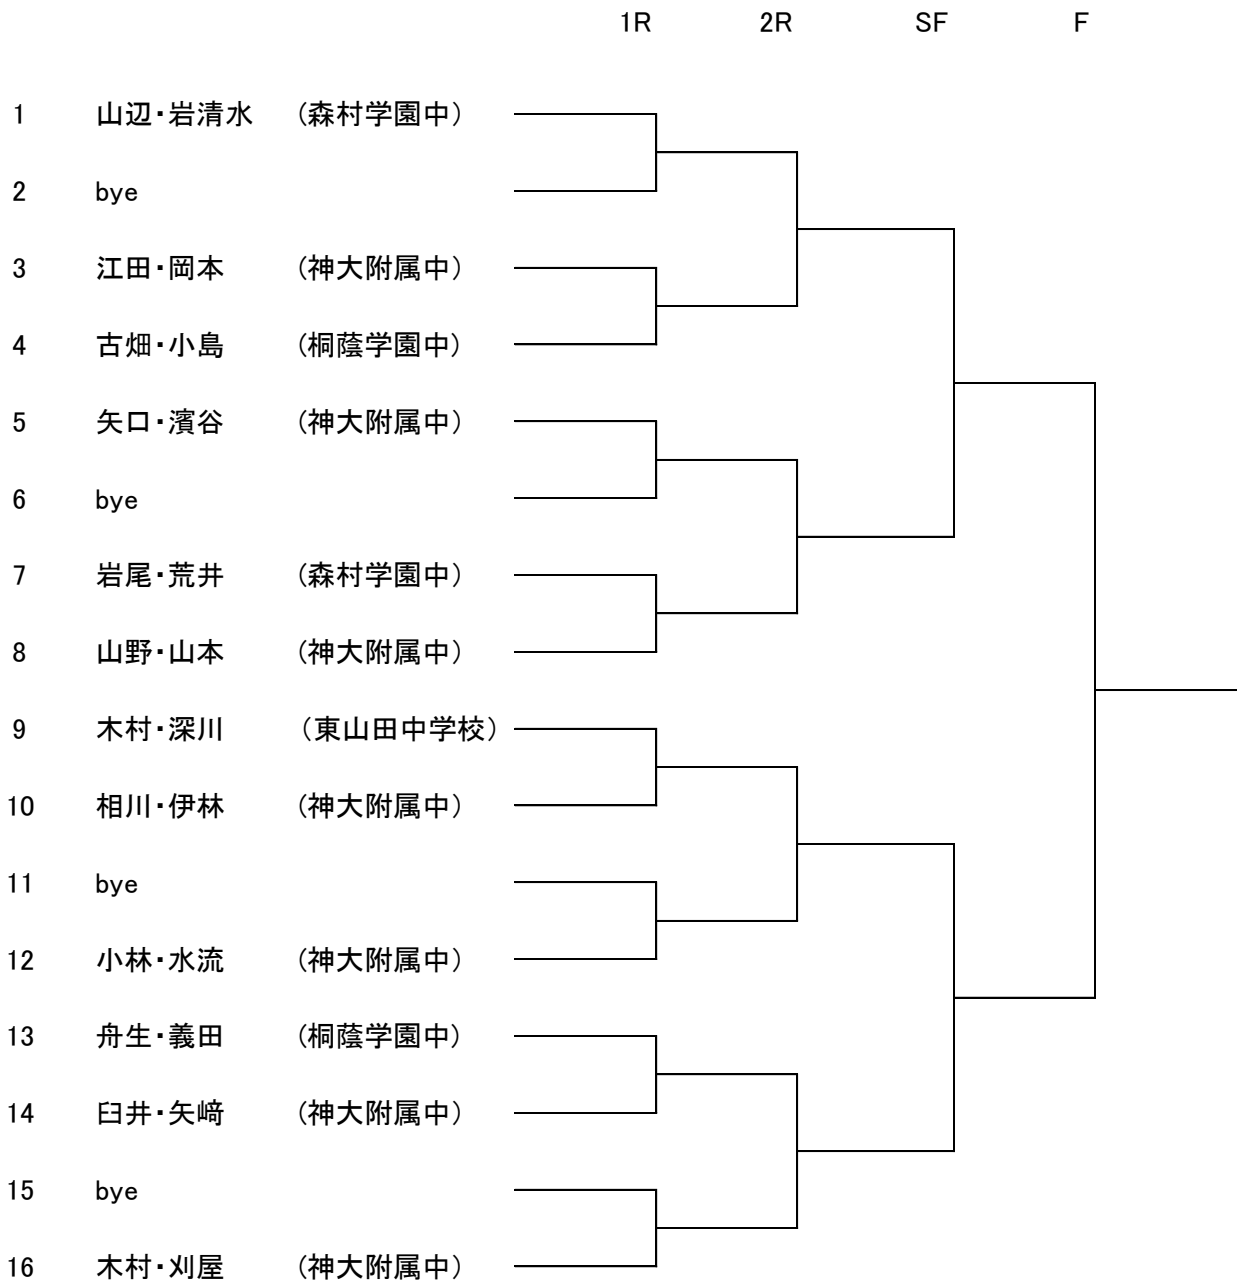 1R 2R SF F
1 山辺・岩清水 (森村学園中)
2 bye
3 江田・岡本 (神大附属中)
4 古畑・小島 (桐蔭学園中)
5 矢口・濱谷 (神大附属中)
6 bye
7 岩尾・荒井 (森村学園中)
8 山野・山本 (神大附属中)
9 木村・深川 (東山田中学校)
10 相川・伊林 (神大附属中)
11 bye
12 小林・水流 (神大附属中)
13 舟生・義田 (桐蔭学園中)
14 臼井・矢﨑 (神大附属中)
15 bye
16 木村・刈屋 (神大附属中)